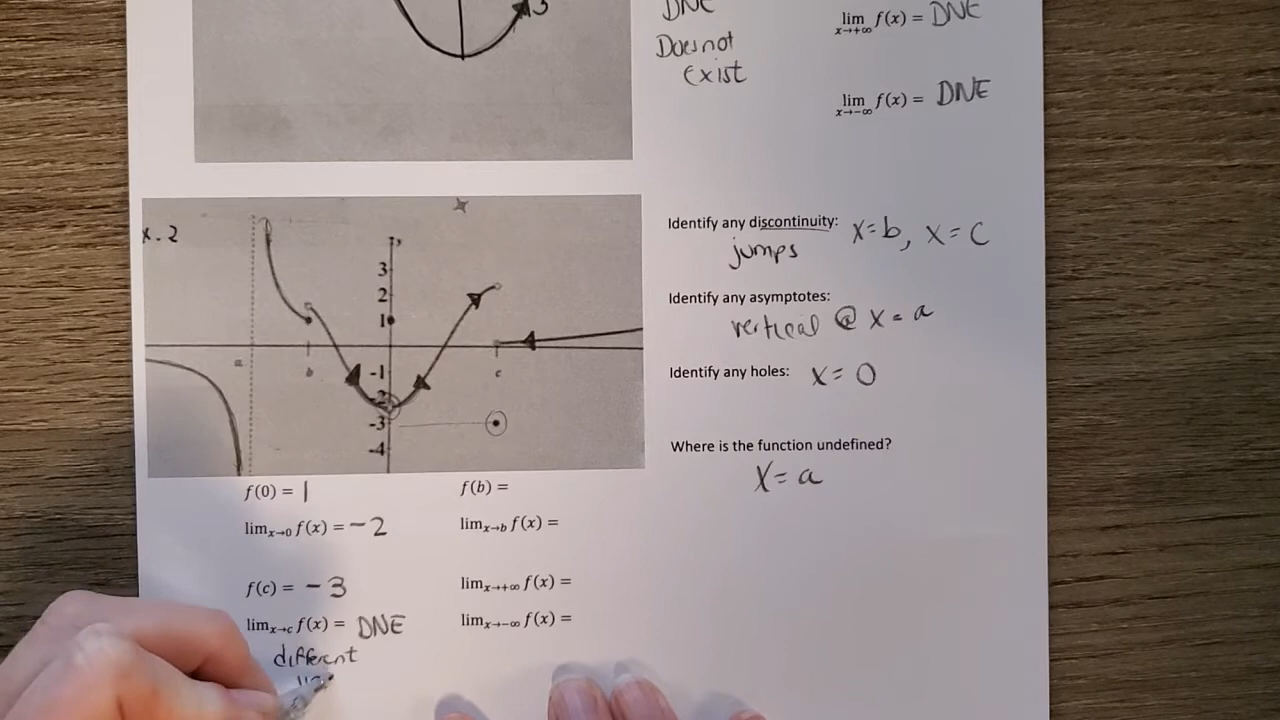 3
DNE
Does not
Exist
lim x→+∞ f(x) = DNE
lim x→-∞ f(x) = DNE
x. 2
y
3
2
1
-1
-2
-3
-4
a
b
c
Identify any discontinuity: x=b, x=c
jumps
Identify any asymptotes:
vertical @ x=a
Identify any holes: x=0
Where is the function undefined?
x=a
f(0) = 1
f(b) =
lim x→0 f(x) = -2
lim x→b f(x) =
f(c) = -3
lim x→+∞ f(x) =
lim x→c f(x) = DNE
lim x→-∞ f(x) =
different